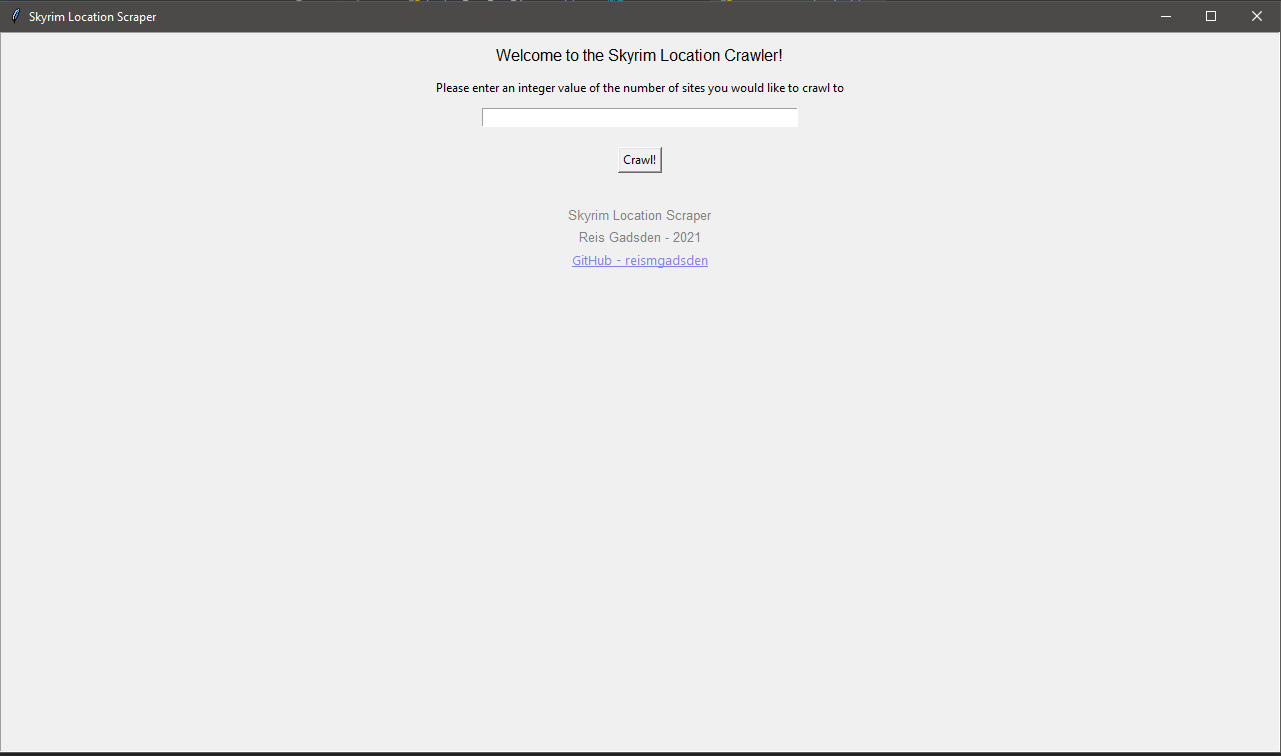 Skyrim Location Scraper
Welcome to the Skyrim Location Crawler!
Please enter an integer value of the number of sites you would like to crawl to
Crawl!
Skyrim Location Scraper
Reis Gadsden - 2021
GitHub - reismgadsden